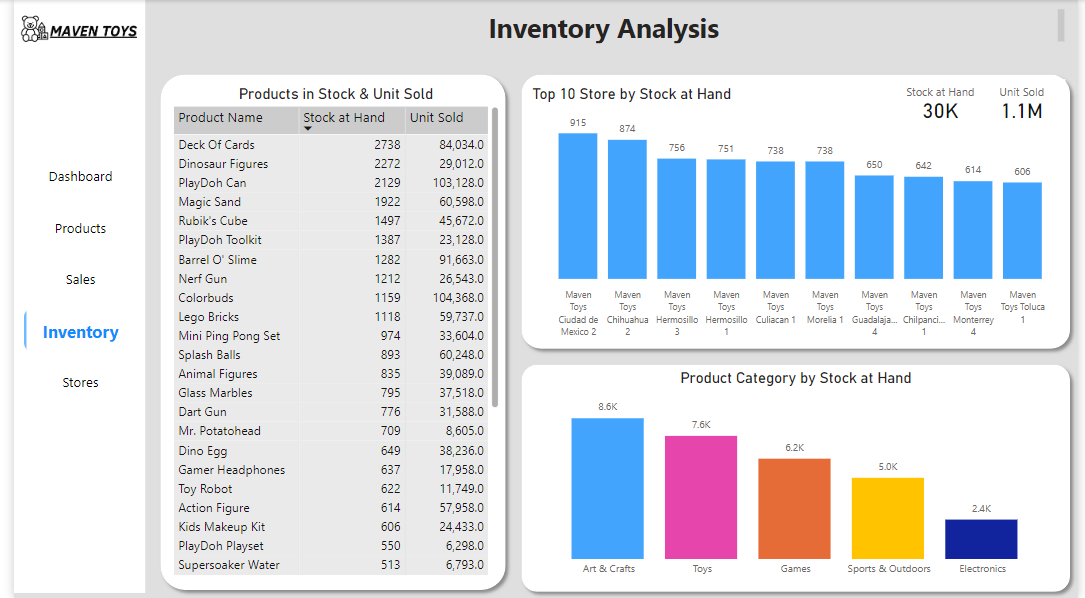 MAVEN TOYS
Inventory Analysis
Dashboard
Products
Sales
Inventory
Stores
Products in Stock & Unit Sold
Product Name Stock at Hand Unit Sold
Deck Of Cards 2738 84,034.0
Dinosaur Figures 2272 29,012.0
PlayDoh Can 2129 103,128.0
Magic Sand 1922 60,598.0
Rubik's Cube 1497 45,672.0
PlayDoh Toolkit 1387 23,128.0
Barrel O' Slime 1282 91,663.0
Nerf Gun 1212 26,543.0
Colorbuds 1159 104,368.0
Lego Bricks 1118 59,737.0
Mini Ping Pong Set 974 33,604.0
Splash Balls 893 60,248.0
Animal Figures 835 39,089.0
Glass Marbles 795 37,518.0
Dart Gun 776 31,588.0
Mr. Potatohead 709 8,605.0
Dino Egg 649 38,236.0
Gamer Headphones 637 17,958.0
Toy Robot 622 11,749.0
Action Figure 614 57,958.0
Kids Makeup Kit 606 24,433.0
PlayDoh Playset 550 6,298.0
Supersoaker Water 513 6,793.0
Top 10 Store by Stock at Hand
Stock at Hand Unit Sold
30K 1.1M
915 874 756 751 738 738 650 642 614 606
Maven Maven Maven Maven Maven Maven Maven Maven Maven Maven
Toys Toys Toys Toys Toys Toys Toys Toys Toys Toys Toluca
Ciudad de Chihuahua Hermosillo Hermosillo Culiacan 1 Morelia 1 Guadalaja... Chilpanci... Monterrey 1
Mexico 2 2 3 1 4 1 4
Product Category by Stock at Hand
8.6K 7.6K 6.2K 5.0K 2.4K
Art & Crafts Toys Games Sports & Outdoors Electronics